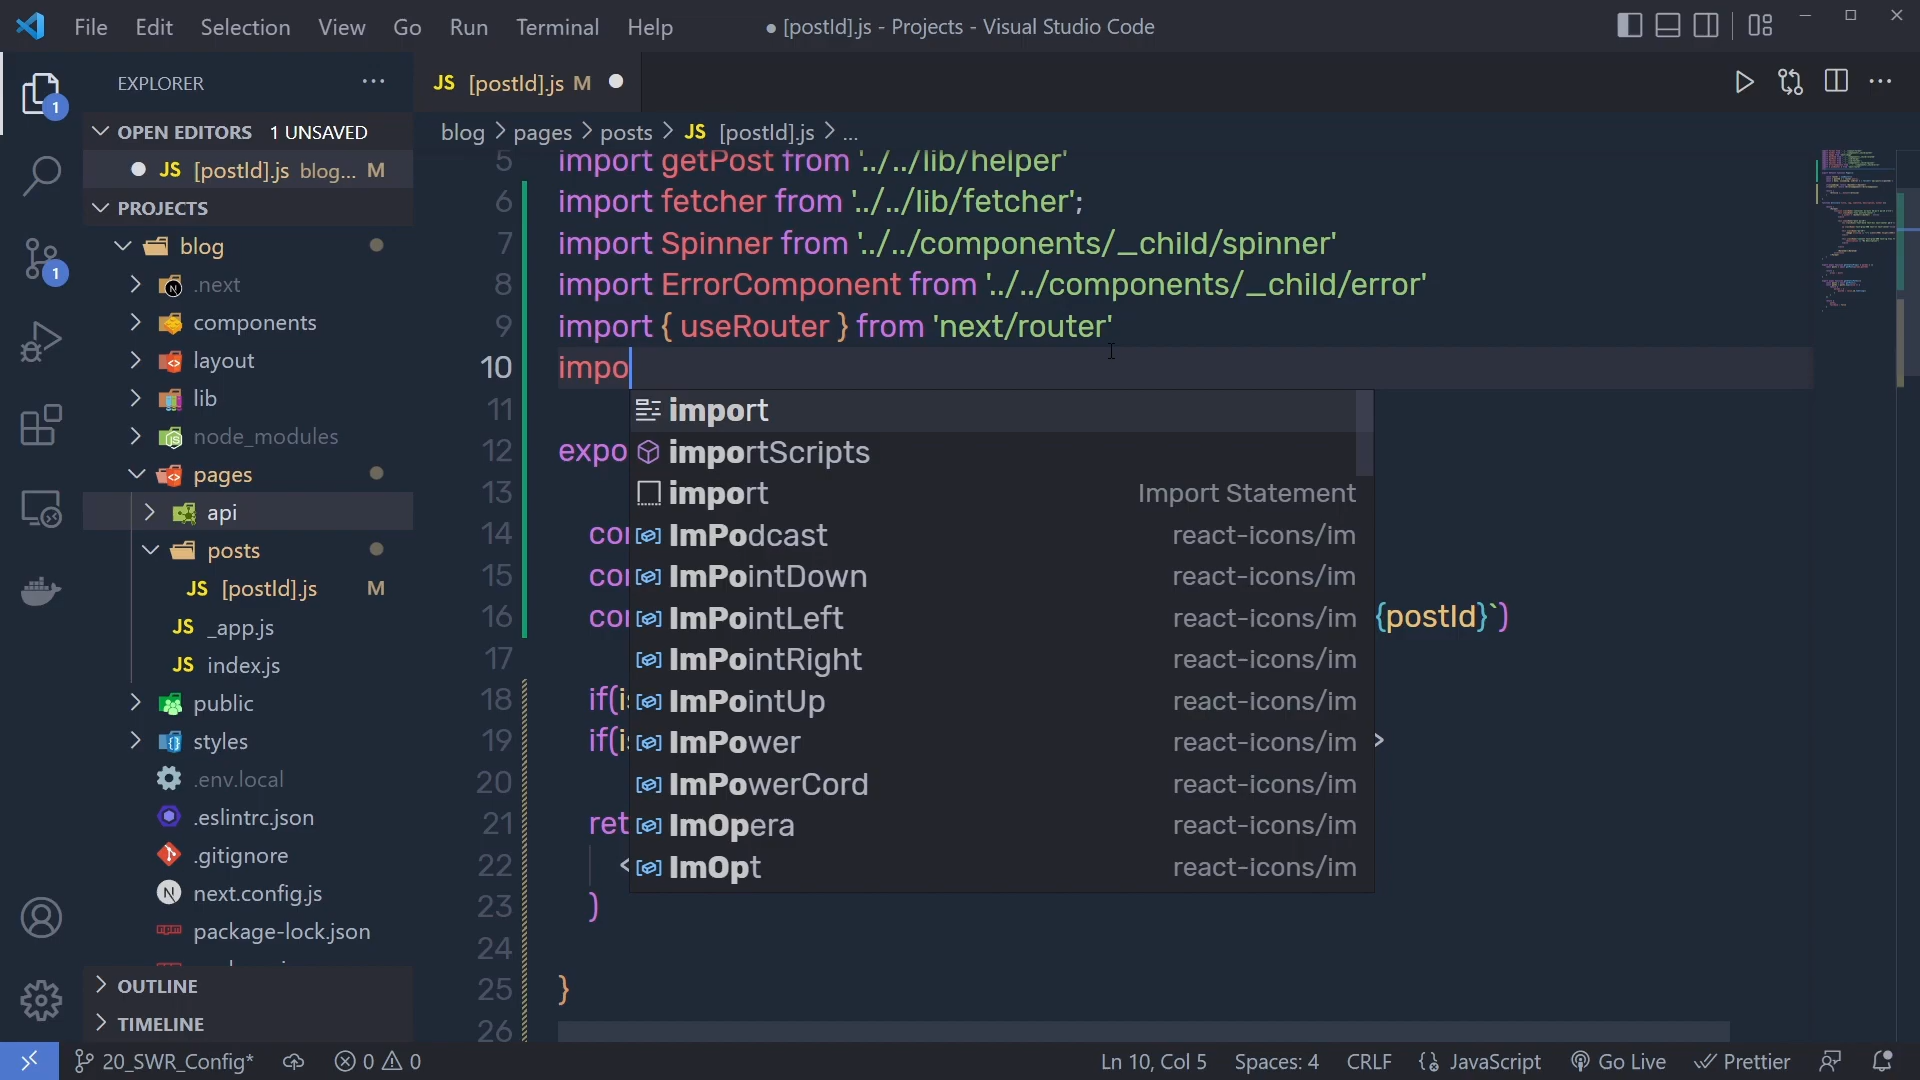 File Edit Selection View Go Run Terminal Help
● [postId].js - Projects - Visual Studio Code
EXPLORER
OPEN EDITORS 1 UNSAVED
JS [postId].js blog... M
PROJECTS
blog
.next
components
layout
lib
node_modules
pages
api
posts
JS [postId].js M
JS _app.js
JS index.js
public
styles
.env.local
.eslintrc.json
.gitignore
next.config.js
package-lock.json
OUTLINE
TIMELINE
1
1
JS [postId].js M
blog > pages > posts > JS [postId].js > ...
5 import getPost from '../../lib/helper'
6 import fetcher from '../../lib/fetcher';
7 import Spinner from '../../components/_child/spinner'
8 import ErrorComponent from '../../components/_child/error'
9 import { useRouter } from 'next/router'
10 impo
11
12 expo
13
14 con
15 con
16 con {postId}`)
17
18 if(is
19 if(is >
20
21 ret
22 <
23 )
24
25 }
26
import
importScripts
import Import Statement
ImPodcast react-icons/im
ImPointDown react-icons/im
ImPointLeft react-icons/im
ImPointRight react-icons/im
ImPointUp react-icons/im
ImPower react-icons/im
ImPowerCord react-icons/im
ImOpera react-icons/im
ImOpt react-icons/im
20_SWR_Config* 0 0 Ln 10, Col 5 Spaces: 4 CRLF JavaScript Go Live Prettier